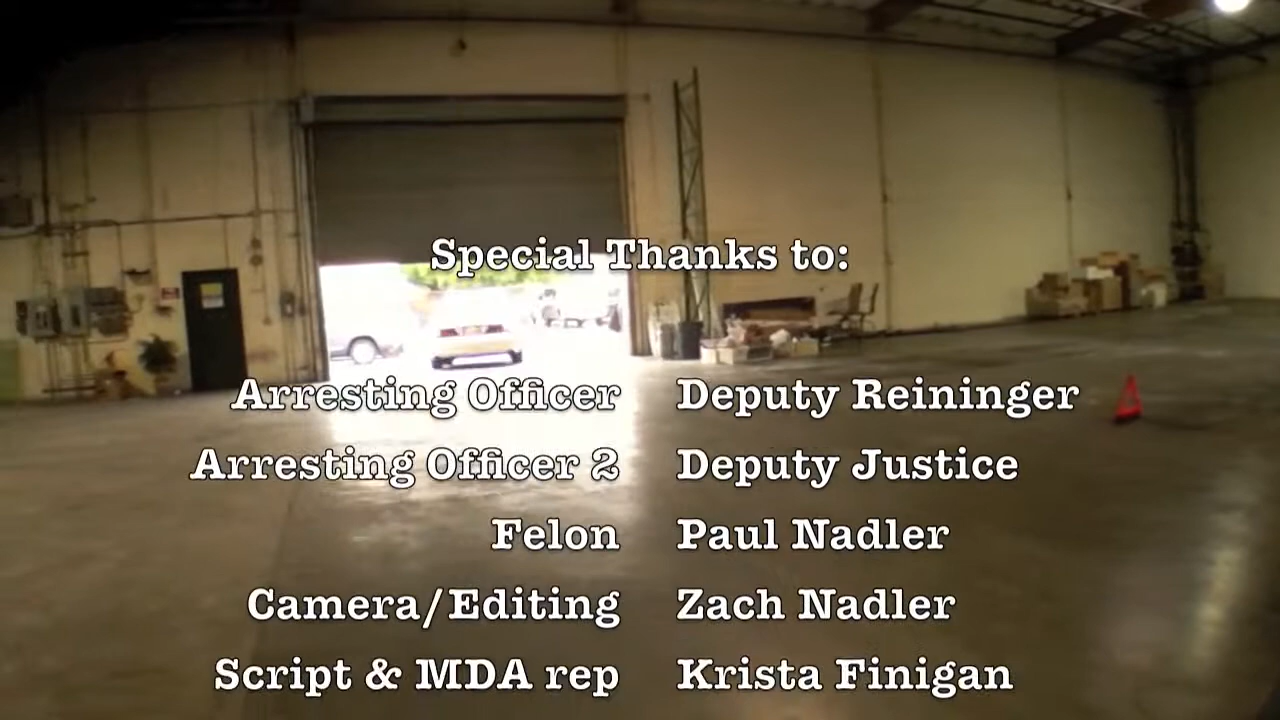 Special Thanks to:
Arresting Officer Deputy Reininger
Arresting Officer 2 Deputy Justice
Felon Paul Nadler
Camera/Editing Zach Nadler
Script & MDA rep Krista Finigan